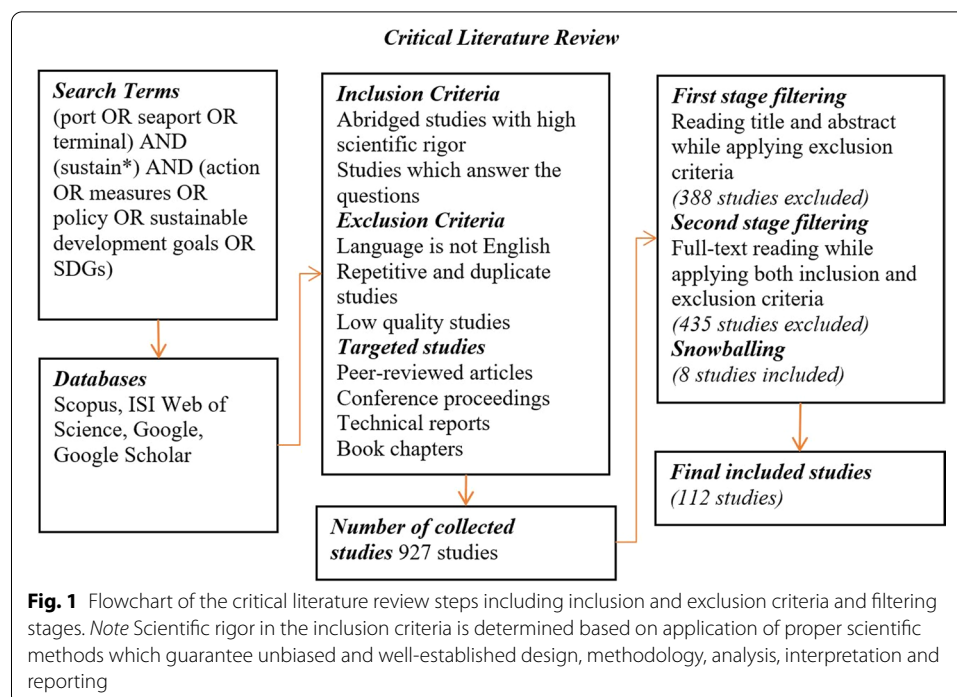 Critical Literature Review
Search Terms
(port OR seaport OR
terminal) AND
(sustain*) AND (action
OR measures OR
policy OR sustainable
development goals OR
SDGs)
Databases
Scopus, ISI Web of
Science, Google,
Google Scholar
Inclusion Criteria
Abridged studies with high
scientific rigor
Studies which answer the
questions
Exclusion Criteria
Language is not English
Repetitive and duplicate
studies
Low quality studies
Targeted studies
Peer-reviewed articles
Conference proceedings
Technical reports
Book chapters
Number of collected
studies 927 studies
First stage filtering
Reading title and abstract
while applying exclusion
criteria
(388 studies excluded)
Second stage filtering
Full-text reading while
applying both inclusion and
exclusion criteria
(435 studies excluded)
Snowballing
(8 studies included)
Final included studies
(112 studies)
Fig. 1 Flowchart of the critical literature review steps including inclusion and exclusion criteria and filtering
stages. Note Scientific rigor in the inclusion criteria is determined based on application of proper scientific
methods which guarantee unbiased and well-established design, methodology, analysis, interpretation and
reporting